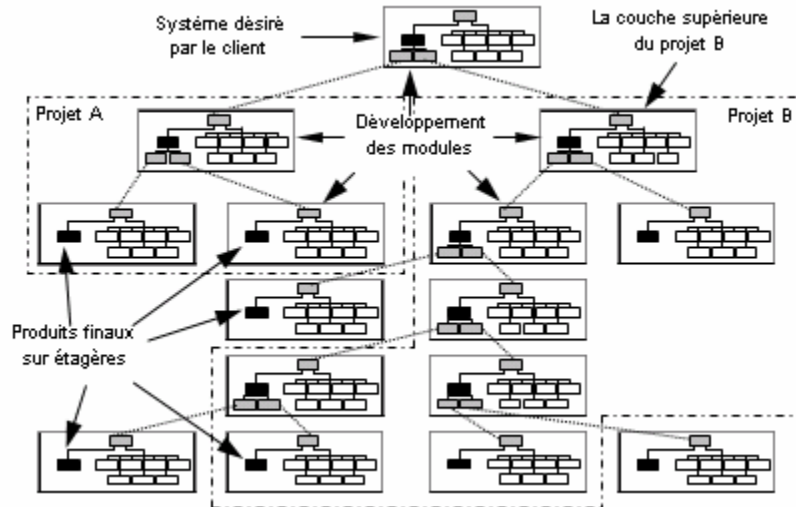 Système désiré
par le client
La couche supérieure
du projet B
Projet A
Projet B
Développement
des modules
Produits finaux
sur étagères